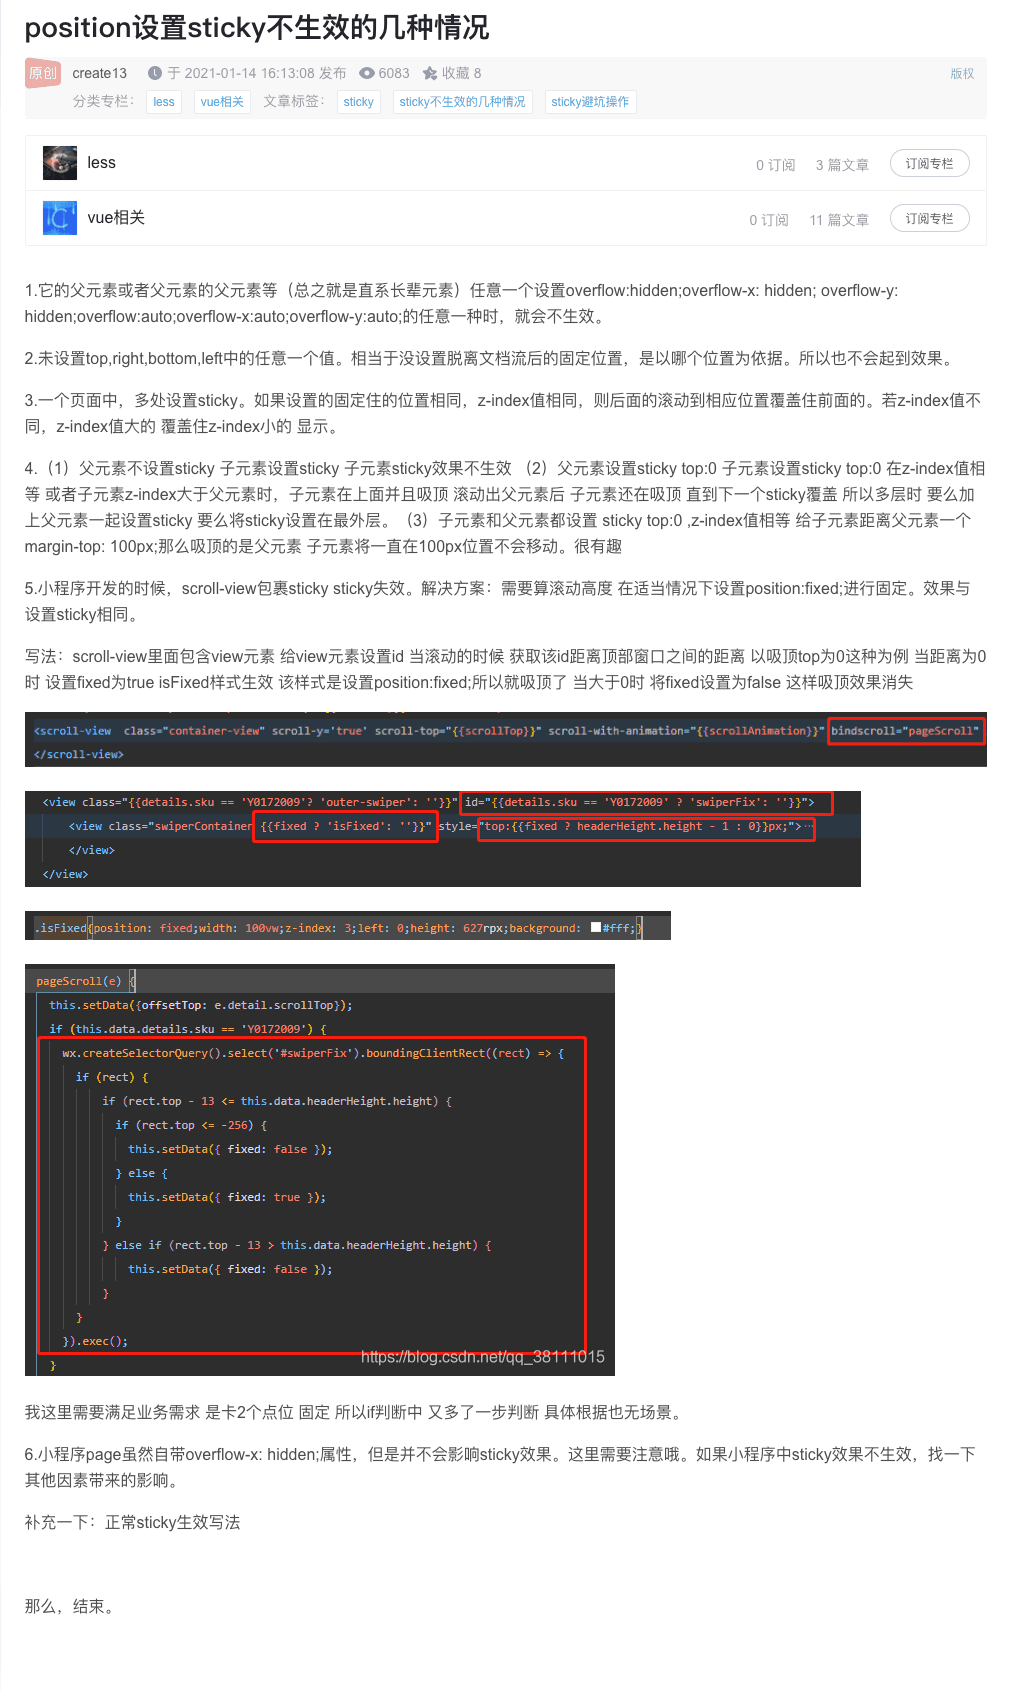 position设置sticky不生效的几种情况
原创 create13 于 2021-01-14 16:13:08 发布 6083 收藏 8 版权
分类专栏： less vue相关 文章标签： sticky sticky不生效的几种情况 sticky避坑操作
less 0 订阅 3 篇文章 订阅专栏
vue相关 0 订阅 11 篇文章 订阅专栏
1.它的父元素或者父元素的父元素等（总之就是直系长辈元素）任意一个设置overflow:hidden;overflow-x: hidden; overflow-y:
hidden;overflow:auto;overflow-x:auto;overflow-y:auto;的任意一种时，就会不生效。
2.未设置top,right,bottom,left中的任意一个值。相当于没设置脱离文档流后的固定位置，是以哪个位置为依据。所以也不会起到效果。
3.一个页面中，多处设置sticky。如果设置的固定住的位置相同，z-index值相同，则后面的滚动到相应位置覆盖住前面的。若z-index值不
同，z-index值大的 覆盖住z-index小的 显示。
4.（1）父元素不设置sticky 子元素设置sticky 子元素sticky效果不生效 （2）父元素设置sticky top:0 子元素设置sticky top:0 在z-index值相
等 或者子元素z-index大于父元素时，子元素在上面并且吸顶 滚动出父元素后 子元素还在吸顶 直到下一个sticky覆盖 所以多层时 要么加
上父元素一起设置sticky 要么将sticky设置在最外层。（3）子元素和父元素都设置 sticky top:0 ,z-index值相等 给子元素距离父元素一个
margin-top: 100px;那么吸顶的是父元素 子元素将一直在100px位置不会移动。很有趣
5.小程序开发的时候，scroll-view包裹sticky sticky失效。解决方案：需要算滚动高度 在适当情况下设置position:fixed;进行固定。效果与
设置sticky相同。
写法：scroll-view里面包含view元素 给view元素设置id 当滚动的时候 获取该id距离顶部窗口之间的距离 以吸顶top为0这种为例 当距离为0
时 设置fixed为true isFixed样式生效 该样式是设置position:fixed;所以就吸顶了 当大于0时 将fixed设置为false 这样吸顶效果消失
<scroll-view  class="container-view" scroll-y='true' scroll-top="{{scrollTop}}" scroll-with-animation="{{scrollAnimation}}" bindscroll="pageScroll"
</scroll-view>
<view class="{{details.sku == 'Y0172009'? 'outer-swiper': ''}}" id="{{details.sku == 'Y0172009' ? 'swiperFix': ''}}">
<view class="swiperContainer {{fixed ? 'isFixed': ''}}" style="top:{{fixed ? headerHeight.height - 1 : 0}}px;">···
</view>
</view>
.isFixed{position: fixed;width: 100vw;z-index: 3;left: 0;height: 627rpx;background: #fff;}
pageScroll(e) {
this.setData({offsetTop: e.detail.scrollTop});
if (this.data.details.sku == 'Y0172009') {
wx.createSelectorQuery().select('#swiperFix').boundingClientRect((rect) => {
if (rect) {
if (rect.top - 13 <= this.data.headerHeight.height) {
if (rect.top <= -256) {
this.setData({ fixed: false });
} else {
this.setData({ fixed: true });
}
} else if (rect.top - 13 > this.data.headerHeight.height) {
this.setData({ fixed: false });
}
}
}).exec();
https://blog.csdn.net/qq_38111015
}
我这里需要满足业务需求 是卡2个点位 固定 所以if判断中 又多了一步判断 具体根据也无场景。
6.小程序page虽然自带overflow-x: hidden;属性，但是并不会影响sticky效果。这里需要注意哦。如果小程序中sticky效果不生效，找一下
其他因素带来的影响。
补充一下：正常sticky生效写法
那么，结束。